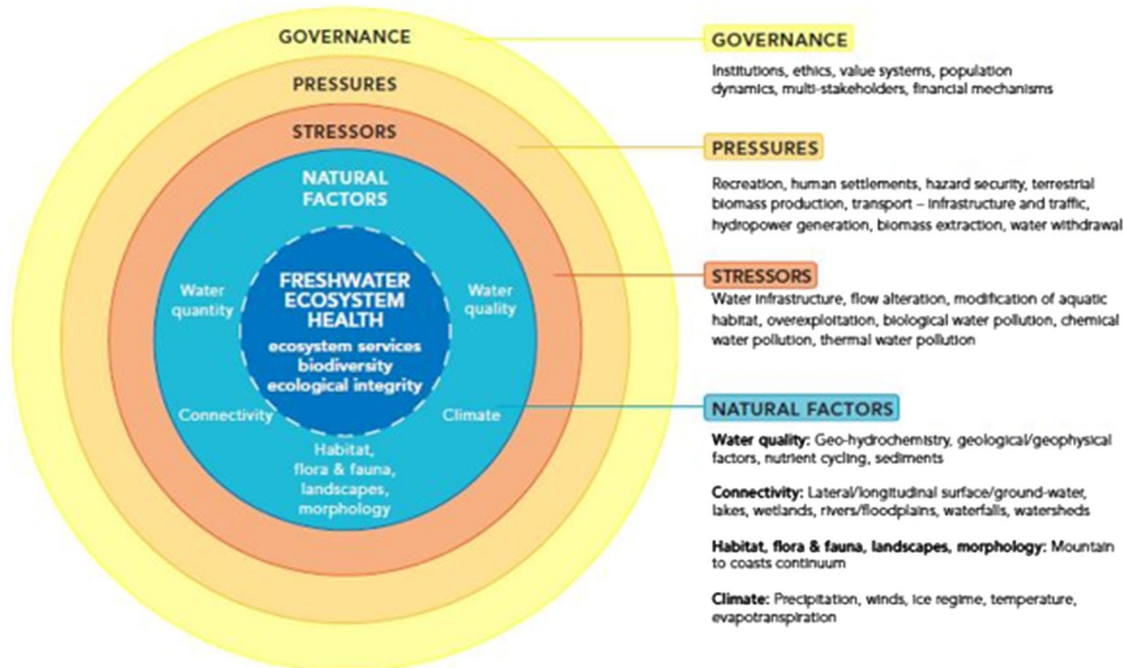 GOVERNANCE
PRESSURES
STRESSORS
NATURAL
FACTORS
Water
quantity
Water
quality
FRESHWATER
ECOSYSTEM
HEALTH
ecosystem services
biodiversity
ecological integrity
Connectivity
Climate
Habitat,
flora & fauna,
landscapes,
morphology
GOVERNANCE
Institutions, ethics, value systems, population
dynamics, multi-stakeholders, financial mechanisms
PRESSURES
Recreation, human settlements, hazard security, terrestrial
biomass production, transport – infrastructure and traffic,
hydropower generation, biomass extraction, water withdrawal
STRESSORS
Water infrastructure, flow alteration, modification of aquatic
habitat, overexploitation, biological water pollution, chemical
water pollution, thermal water pollution
NATURAL FACTORS
Water quality: Geo-hydrochemistry, geological/geophysical
factors, nutrient cycling, sediments
Connectivity: Lateral/longitudinal surface/ground-water,
lakes, wetlands, rivers/floodplains, waterfalls, watersheds
Habitat, flora & fauna, landscapes, morphology: Mountain
to coasts continuum
Climate: Precipitation, winds, ice regime, temperature,
evapotranspiration